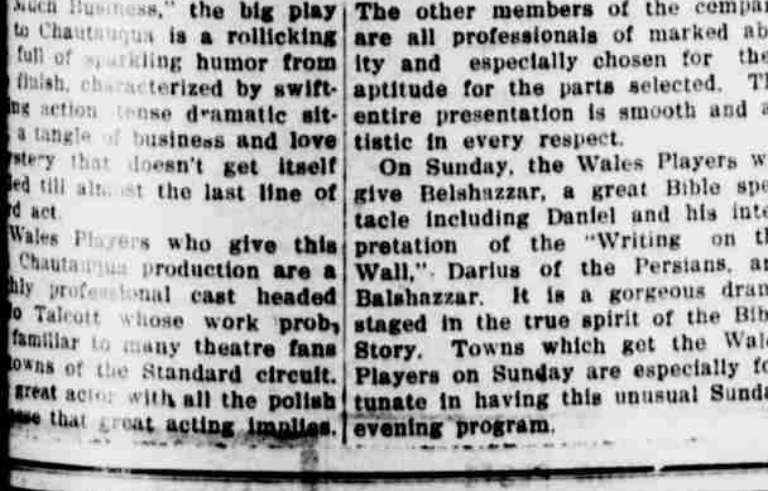 Much Business," the big play
to Chautauqua is a rollicking
full of sparkling humor from
finish, characterized by swift-
ng action, tense dramatic sit-
a tangle of business and love
stery that doesn't get itself
ed till almost the last line of
d act.
Wales Players who give this
Chautauqua production are a
hly professional cast headed
o Talcott whose work prob,
familiar to many theatre fans
towns of the Standard circuit.
great actor with all the polish
that great acting implies.
The other members of the compan
are all professionals of marked ab
ity and especially chosen for the
aptitude for the parts selected. Th
entire presentation is smooth and a
tistic in every respect.
On Sunday, the Wales Players w
give Belshazzar, a great Bible spe
tacle including Daniel and his inte
pretation of the "Writing on th
Wall," Darius of the Persians, an
Balshazzar. It is a gorgeous dram
staged in the true spirit of the Bib
Story. Towns which get the Wale
Players on Sunday are especially fo
tunate in having this unusual Sunda
evening program.